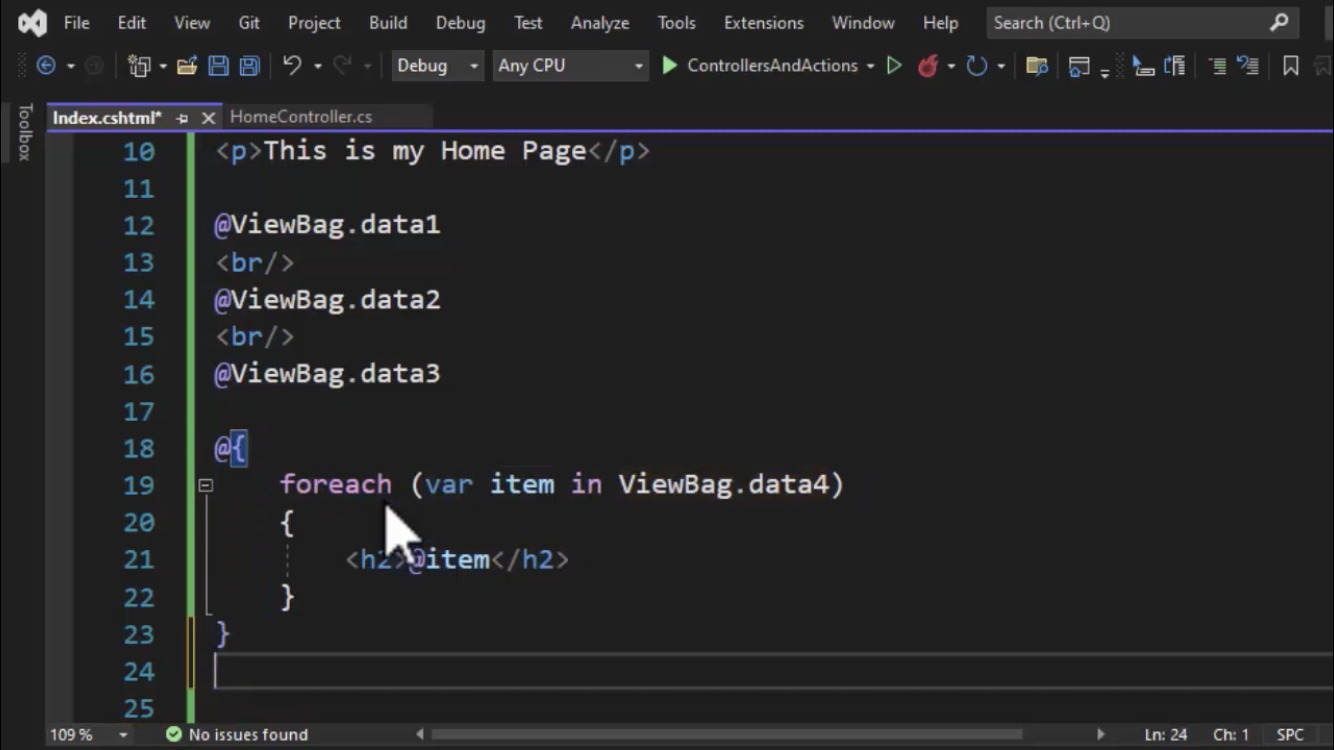 File Edit View Git Project Build Debug Test Analyze Tools Extensions Window Help Search (Ctrl+Q)
Debug Any CPU ControllersAndActions
Toolbox
Index.cshtml* HomeController.cs
10 <p>This is my Home Page</p>
11
12 @ViewBag.data1
13 <br/>
14 @ViewBag.data2
15 <br/>
16 @ViewBag.data3
17
18 @{
19 foreach (var item in ViewBag.data4)
20 {
21 <h2>@item</h2>
22 }
23 }
24
25
109 % No issues found Ln: 24 Ch: 1 SPC